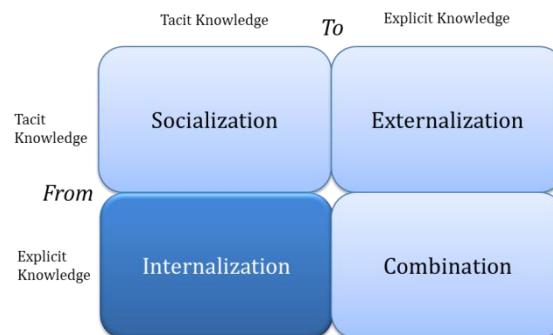 Tacit Knowledge
To
Explicit Knowledge
Tacit
Knowledge
Socialization
Externalization
From
Explicit
Knowledge
Internalization
Combination